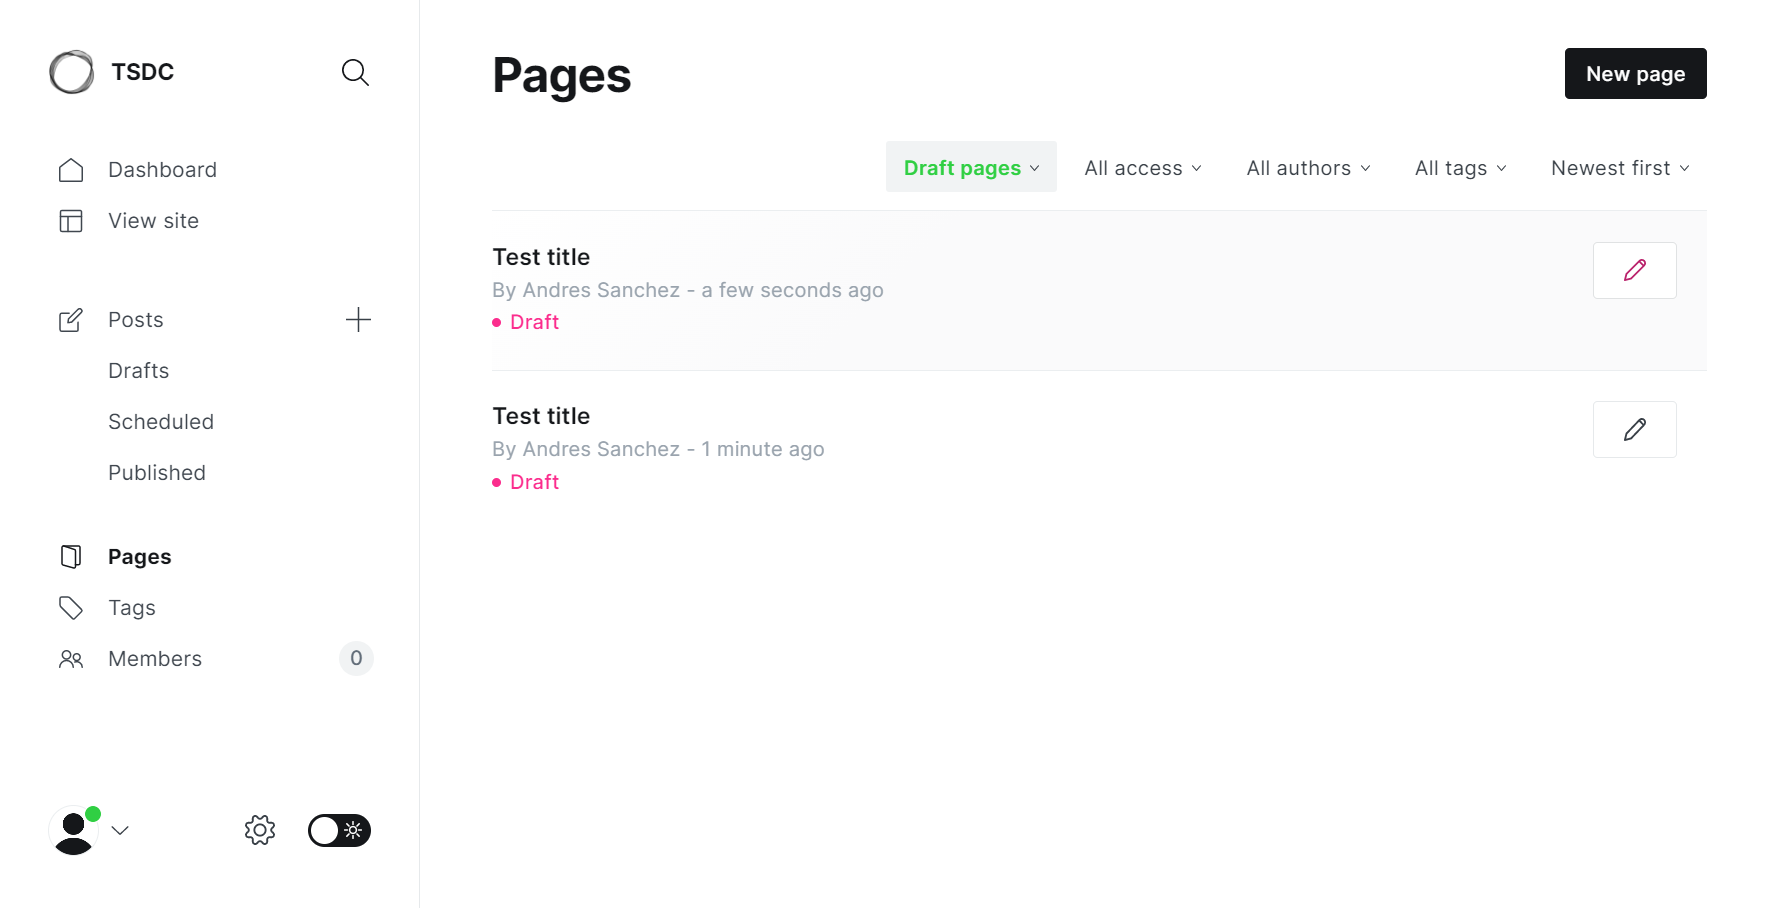 TSDC
Dashboard
View site
Posts
Drafts
Scheduled
Published
Pages
Tags
Members 0
Pages
New page
Draft pages All access All authors All tags Newest first
Test title
By Andres Sanchez - a few seconds ago
Draft
Test title
By Andres Sanchez - 1 minute ago
Draft